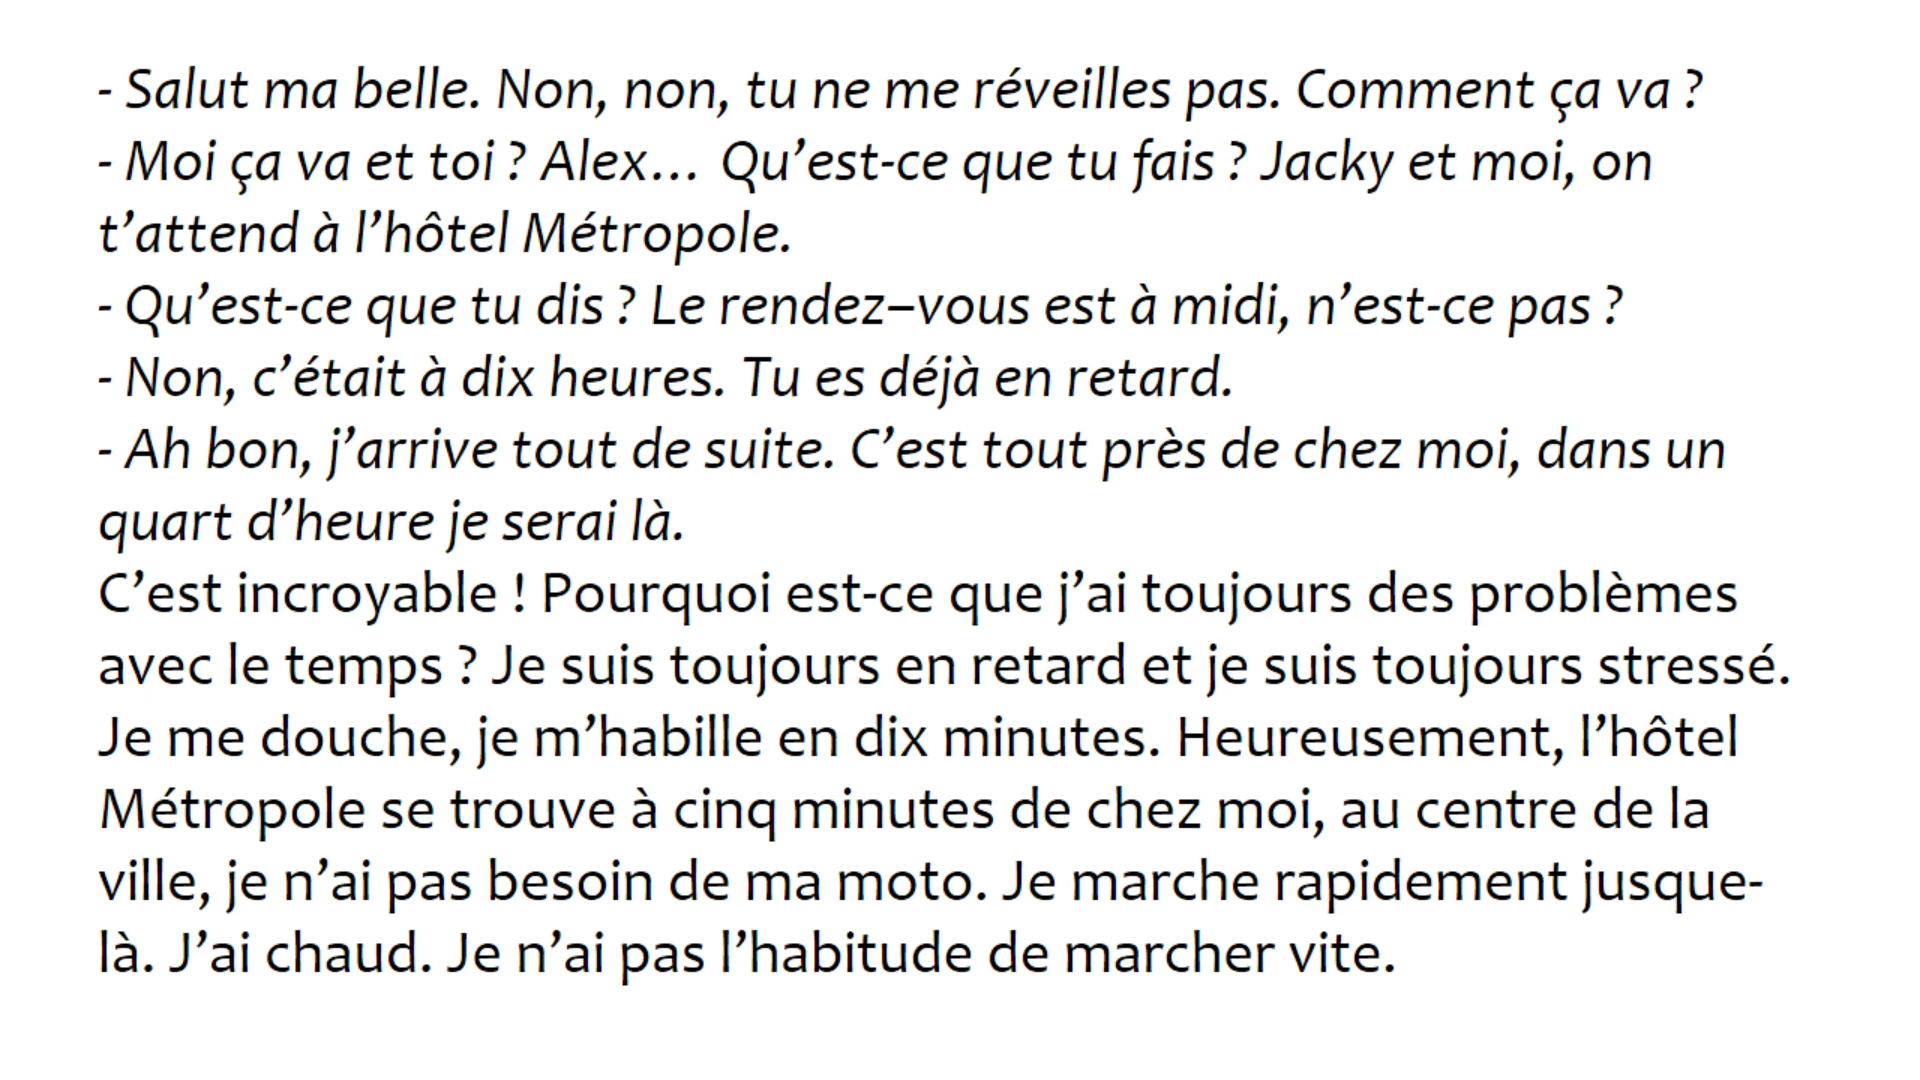 - Salut ma belle. Non, non, tu ne me réveilles pas. Comment ça va ?
- Moi ça va et toi ? Alex… Qu’est-ce que tu fais ? Jacky et moi, on
t’attend à l’hôtel Métropole.
- Qu’est-ce que tu dis ? Le rendez–vous est à midi, n’est-ce pas ?
- Non, c’était à dix heures. Tu es déjà en retard.
- Ah bon, j’arrive tout de suite. C’est tout près de chez moi, dans un
quart d’heure je serai là.
C’est incroyable ! Pourquoi est-ce que j’ai toujours des problèmes
avec le temps ? Je suis toujours en retard et je suis toujours stressé.
Je me douche, je m’habille en dix minutes. Heureusement, l’hôtel
Métropole se trouve à cinq minutes de chez moi, au centre de la
ville, je n’ai pas besoin de ma moto. Je marche rapidement jusque-
là. J’ai chaud. Je n’ai pas l’habitude de marcher vite.